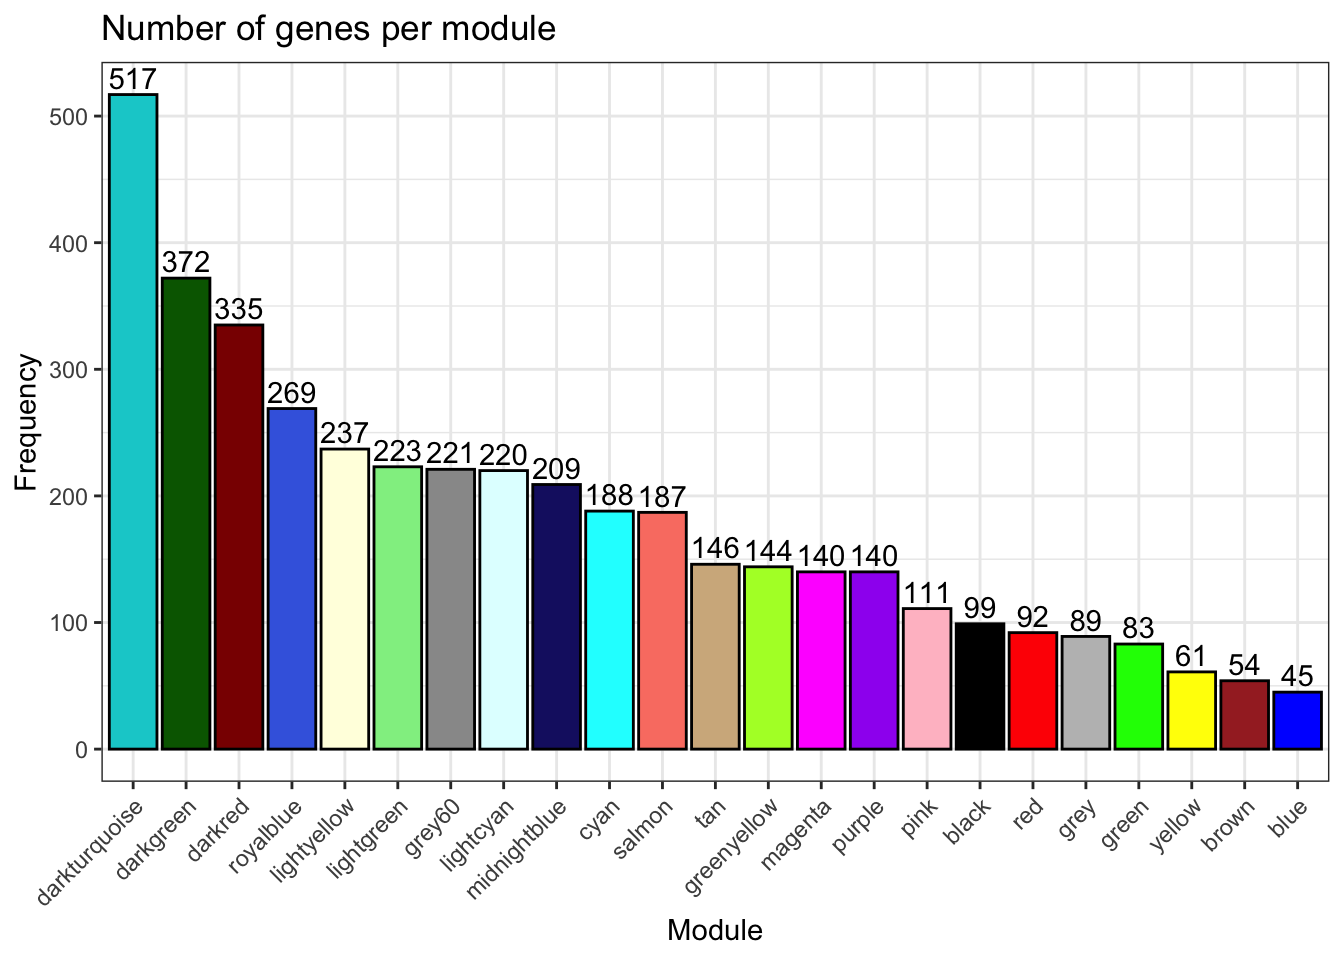 Number of genes per module
517
372
335
269
237
223
221
220
209
188
187
146
144
140
140
111
99
92
89
83
61
54
45
500
400
300
200
100
0
Frequency
darkturquoise
darkgreen
darkred
royalblue
lightyellow
lightgreen
grey60
lightcyan
midnightblue
cyan
salmon
tan
greenyellow
magenta
purple
pink
black
red
grey
green
yellow
brown
blue
Module